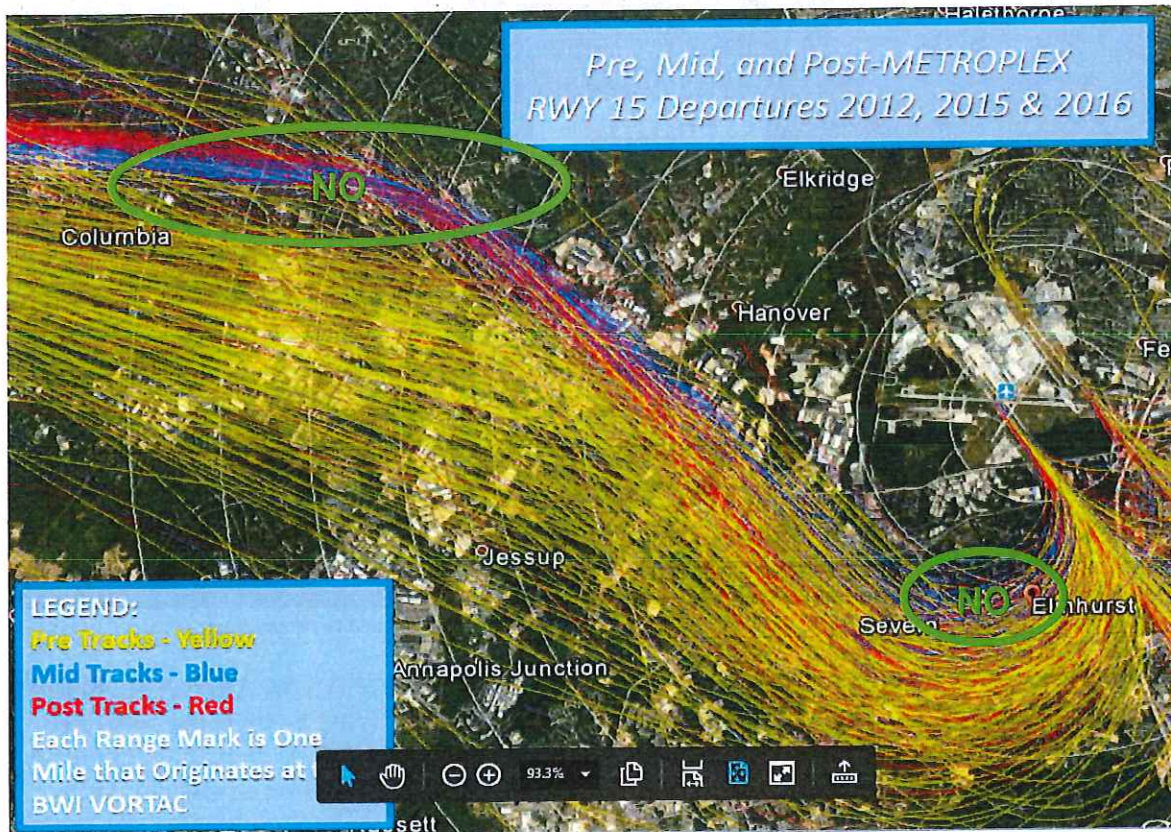 Halethorne
Pre, Mid, and Post-METROPLEX
RWY 15 Departures 2012, 2015 & 2016
Elkridge
NO
Columbia
Hanover
Fe
Jessup
NO
Elmhurst
Severn
LEGEND:
Pre Tracks - Yellow
Mid Tracks - Blue
Annapolis Junction
Post Tracks - Red
Each Range Mark is One
Mile that Originates at
BWI VORTAC
93.3%